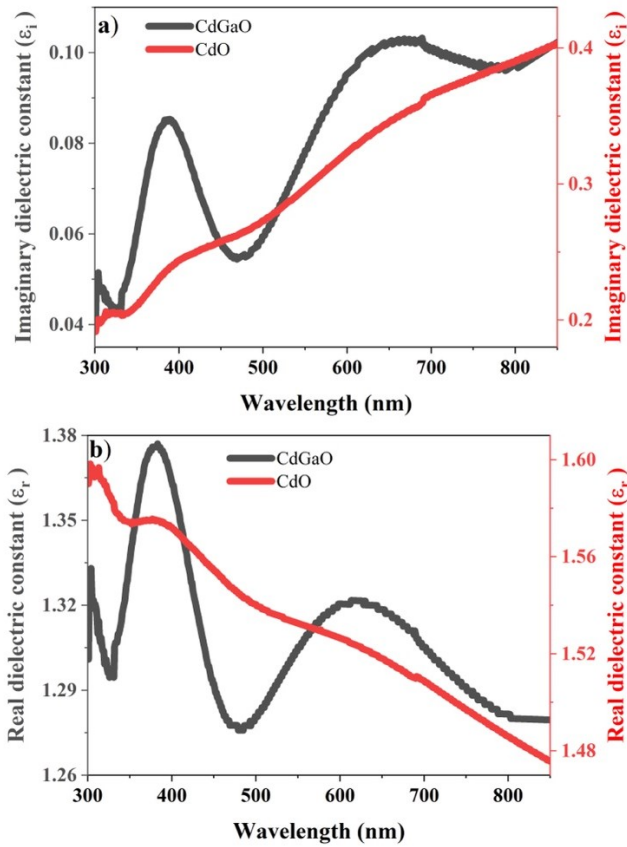 a)
CdGaO
CdO
Imaginary dielectric constant (εi )
0.10
0.08
0.06
0.04
Imaginary dielectric constant (εi )
0.4
0.3
0.2
300 400 500 600 700 800
Wavelength (nm)
b)
CdGaO
CdO
Real dielectric constant (εr )
1.38
1.35
1.32
1.29
1.26
Real dielectric constant (εr )
1.60
1.56
1.52
1.48
300 400 500 600 700 800
Wavelength (nm)